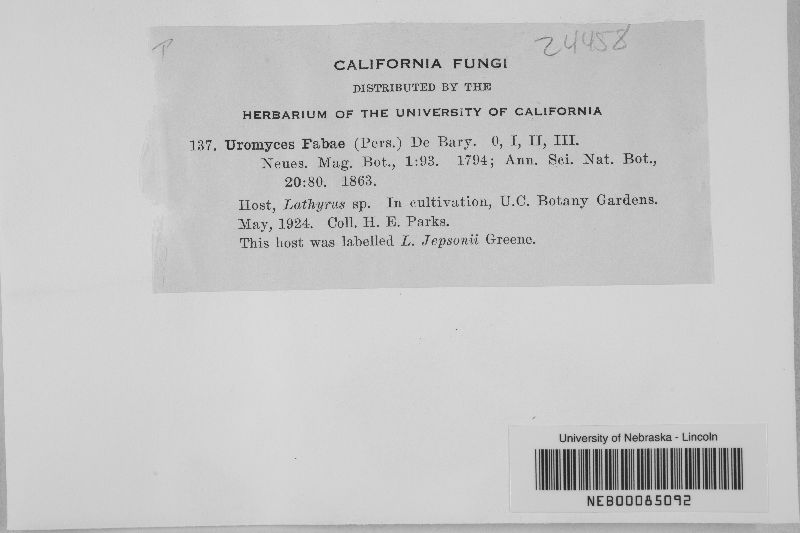 T
24458
CALIFORNIA FUNGI
DISTRIBUTED BY THE
HERBARIUM OF THE UNIVERSITY OF CALIFORNIA
137. Uromyces Fabae (Pers.) De Bary. 0, I, II, III.
Neues. Mag. Bot., 1:93. 1794; Ann. Sci. Nat. Bot.,
20:80. 1863.
Host, Lathyrus sp. In cultivation, U.C. Botany Gardens.
May, 1924. Coll. H. E. Parks.
This host was labelled L. Jepsonii Greene.
University of Nebraska - Lincoln
NEB00085092